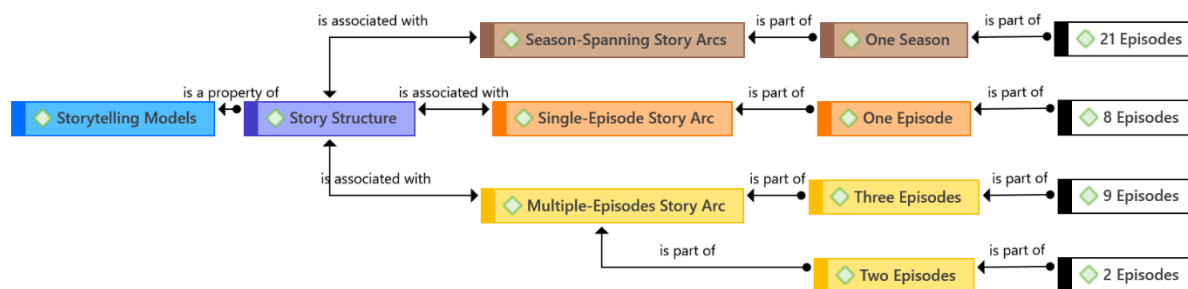 is associated with
is part of
is part of
Season-Spanning Story Arcs
One Season
21 Episodes
is a property of
is associated with
is part of
is part of
Storytelling Models
Story Structure
Single-Episode Story Arc
One Episode
8 Episodes
is associated with
is part of
is part of
Multiple-Episodes Story Arc
Three Episodes
9 Episodes
is part of
is part of
Two Episodes
2 Episodes